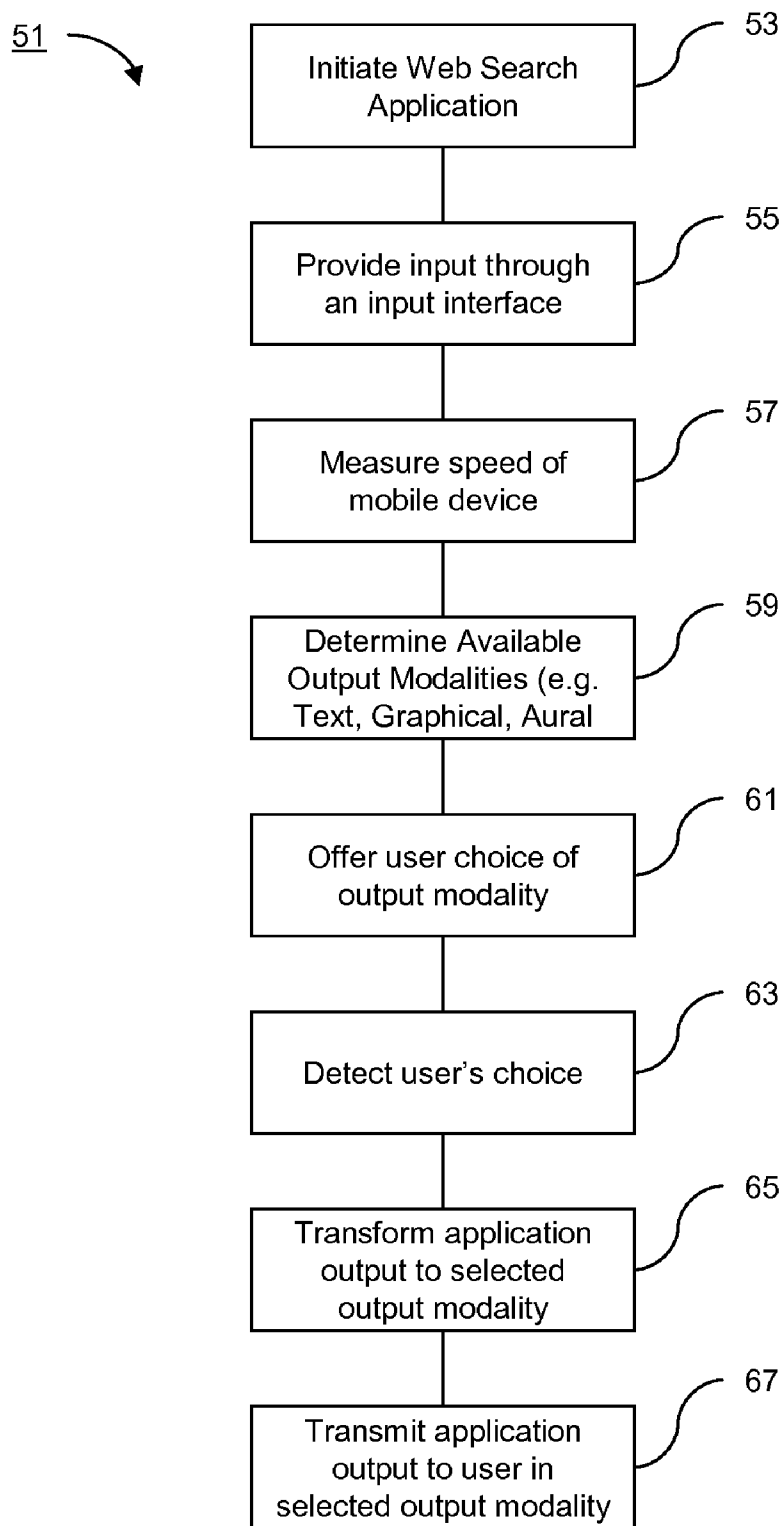 51
53
Initiate Web Search
Application
55
Provide input through
an input interface
57
Measure speed of
mobile device
59
Determine Available
Output Modalities (e.g.
Text, Graphical, Aural
61
Offer user choice of
output modality
63
Detect user’s choice
65
Transform application
output to selected
output modality
67
Transmit application
output to user in
selected output modality